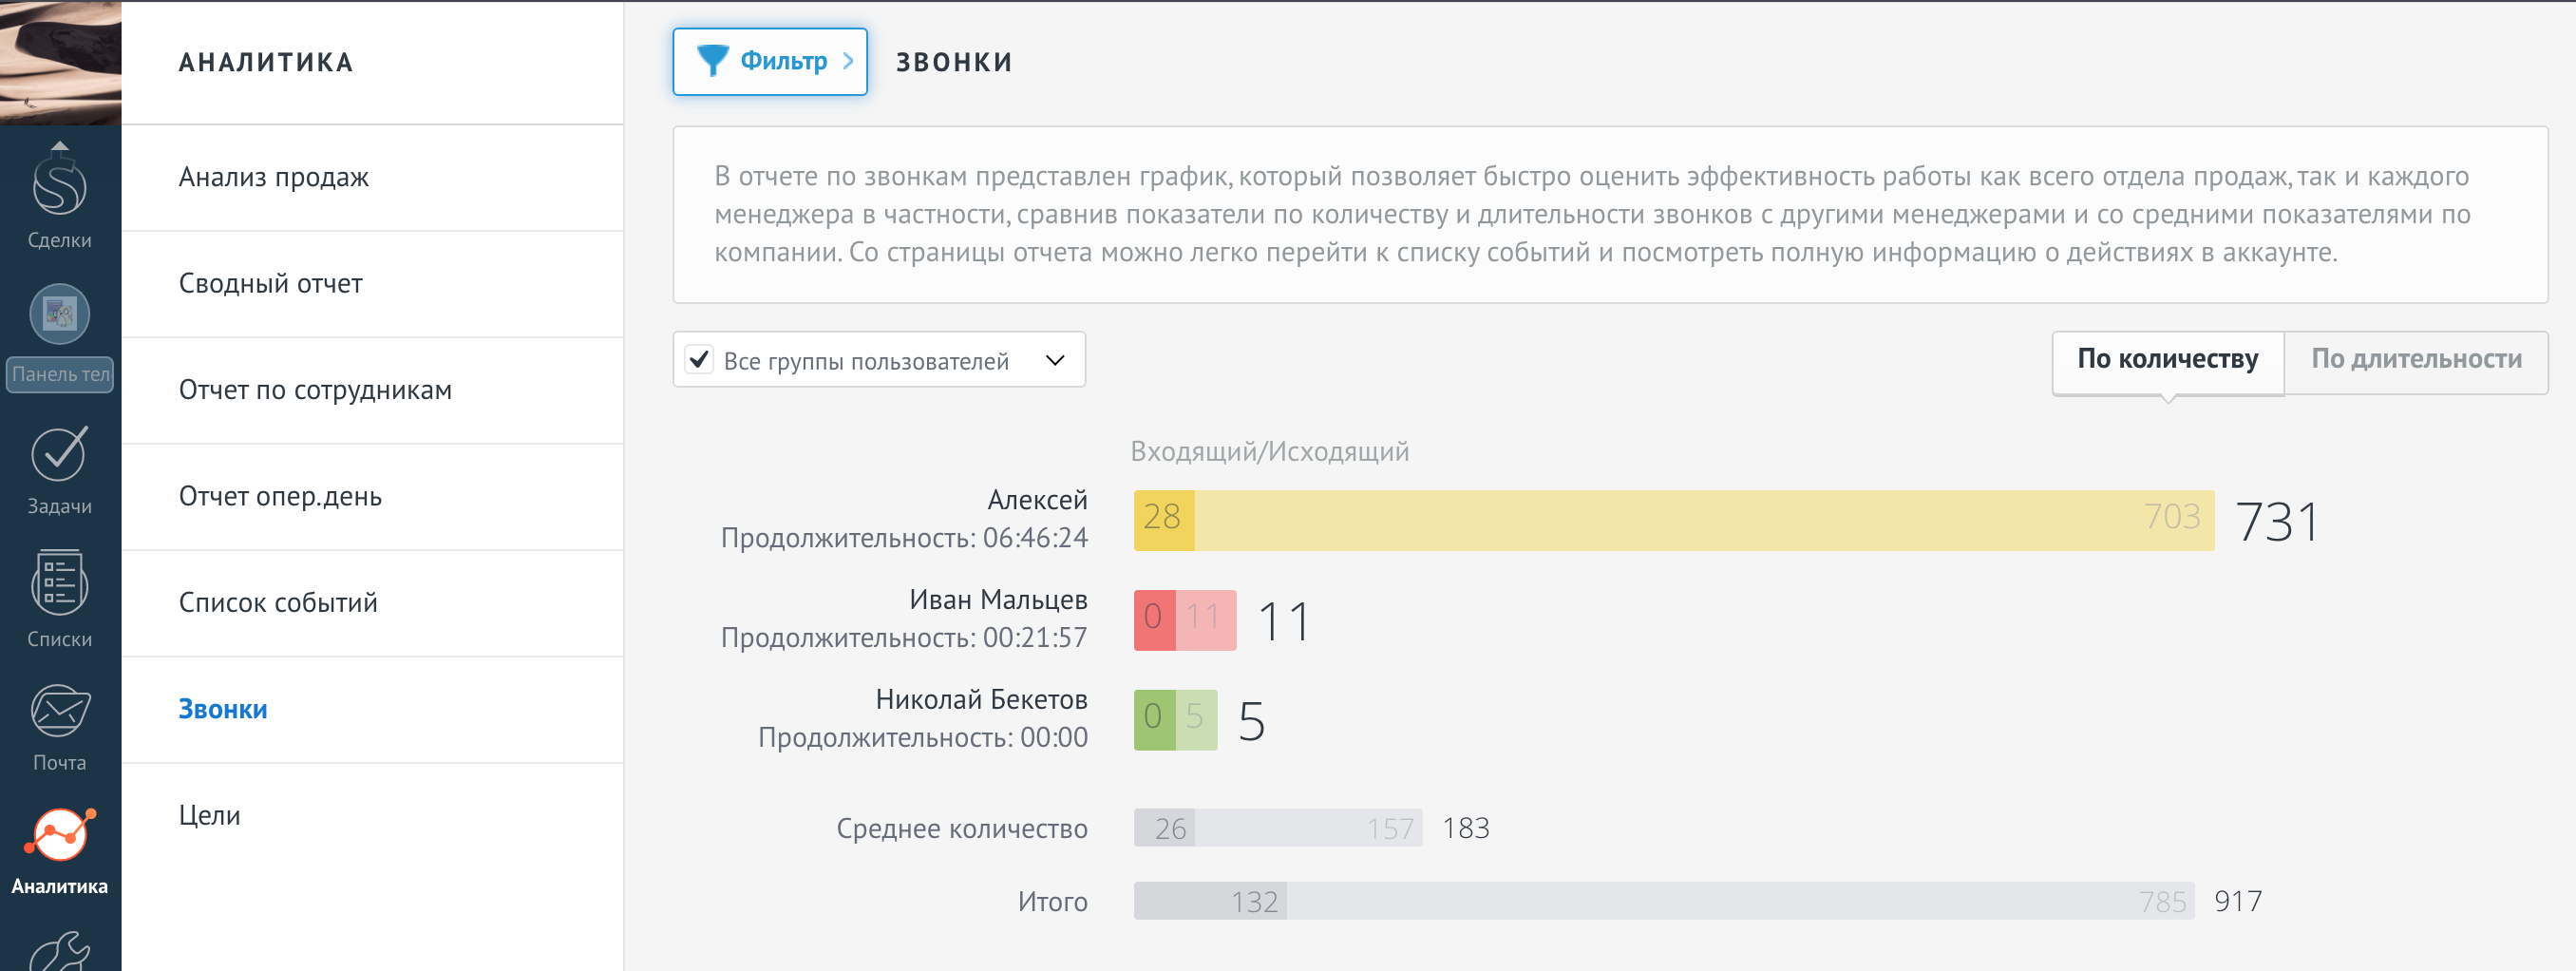 Сделки
Панель тел
Задачи
Списки
Почта
Аналитика
АНАЛИТИКА
Анализ продаж
Сводный отчет
Отчет по сотрудникам
Отчет опер.день
Список событий
Звонки
Цели
Фильтр
ЗВОНКИ
В отчете по звонкам представлен график, который позволяет быстро оценить эффективность работы как всего отдела продаж, так и каждого
менеджера в частности, сравнив показатели по количеству и длительности звонков с другими менеджерами и со средними показателями по
компании. Со страницы отчета можно легко перейти к списку событий и посмотреть полную информацию о действиях в аккаунте.
Все группы пользователей
По количеству
По длительности
Входящий/Исходящий
Алексей
Продолжительность: 06:46:24
28 703 731
Иван Мальцев
Продолжительность: 00:21:57
0 11 11
Николай Бекетов
Продолжительность: 00:00
0 5 5
Среднее количество 26 157 183
Итого 132 785 917